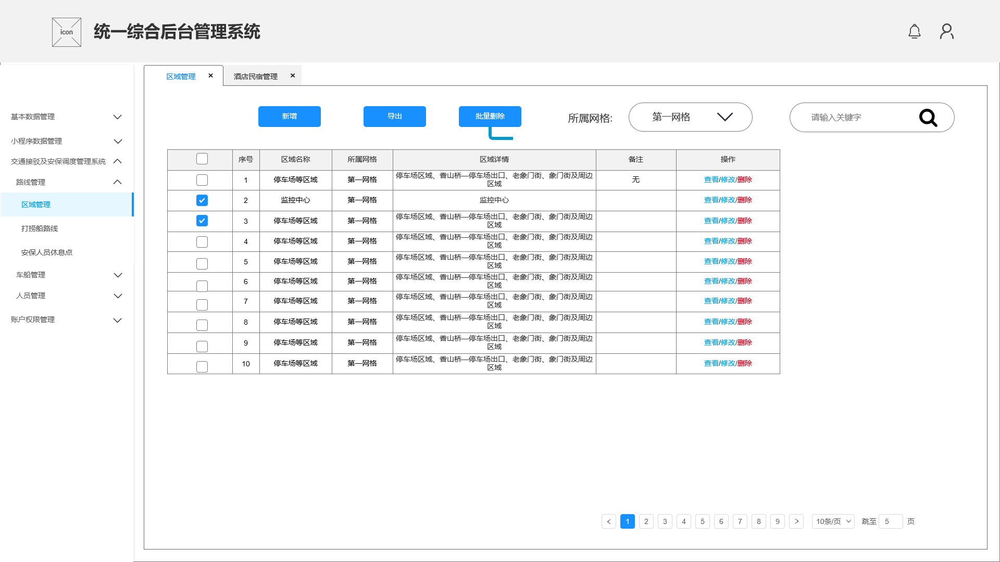 icon
统一综合后台管理系统
区域管理
酒店民宿管理
基本数据管理
小程序数据管理
交通接驳及安保调度管理系统
路线管理
区域管理
打捞船路线
安保人员休息点
车船管理
人员管理
账户权限管理
新增
导出
批量删除
所属网格:
第一网格
请输入关键字
序号 区域名称 所属网格 区域详情 备注 操作
1 停车场等区域 第一网格 停车场区域、香山桥—停车场出口、老象门街、象门街及周边
区域 无 查看/修改/删除
2 监控中心 第一网格 监控中心 查看/修改/删除
3 停车场等区域 第一网格 停车场区域、香山桥—停车场出口、老象门街、象门街及周边
区域 查看/修改/删除
4 停车场等区域 第一网格 停车场区域、香山桥—停车场出口、老象门街、象门街及周边
区域 查看/修改/删除
5 停车场等区域 第一网格 停车场区域、香山桥—停车场出口、老象门街、象门街及周边
区域 查看/修改/删除
6 停车场等区域 第一网格 停车场区域、香山桥—停车场出口、老象门街、象门街及周边
区域 查看/修改/删除
7 停车场等区域 第一网格 停车场区域、香山桥—停车场出口、老象门街、象门街及周边
区域 查看/修改/删除
8 停车场等区域 第一网格 停车场区域、香山桥—停车场出口、老象门街、象门街及周边
区域 查看/修改/删除
9 停车场等区域 第一网格 停车场区域、香山桥—停车场出口、老象门街、象门街及周边
区域 查看/修改/删除
10 停车场等区域 第一网格 停车场区域、香山桥—停车场出口、老象门街、象门街及周边
区域 查看/修改/删除
1 2 3 4 5 6 7 8 9 10条/页 跳至 5 页